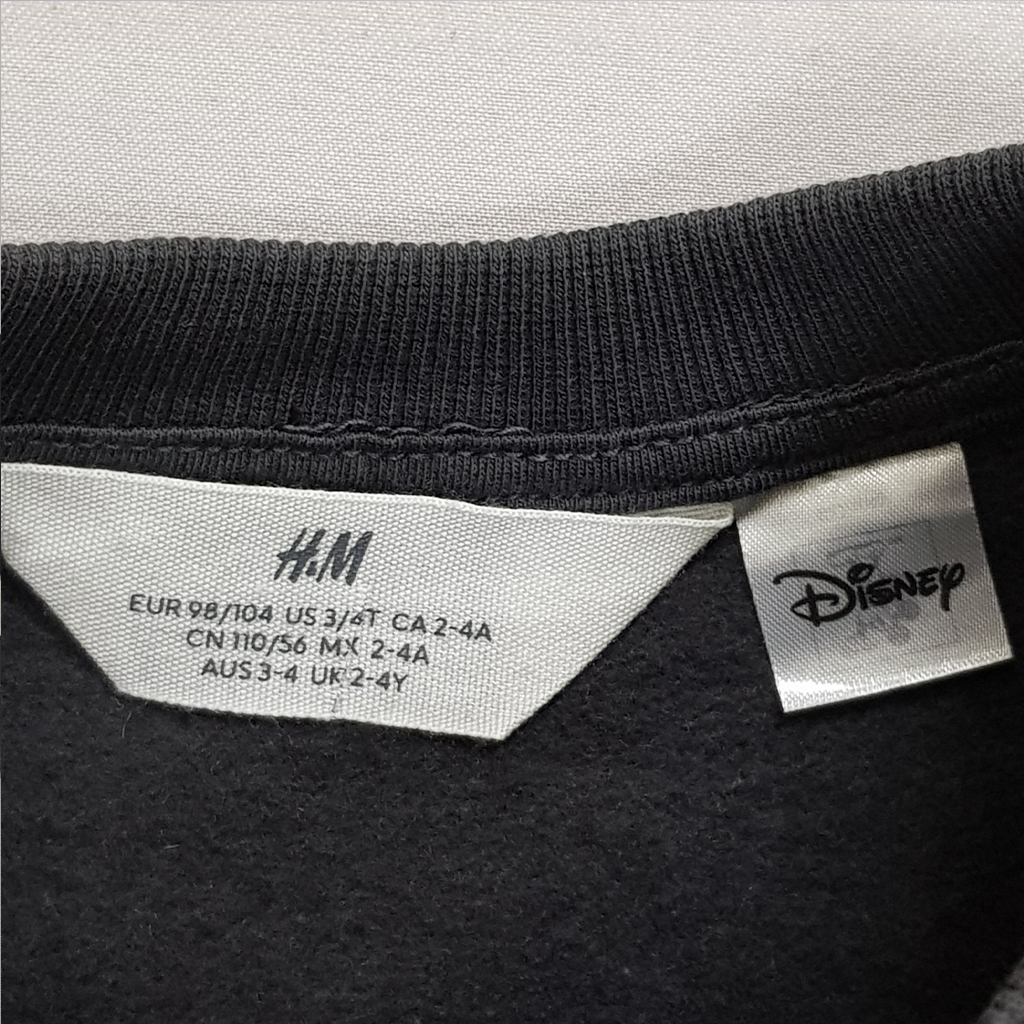 H&M
EUR 98/104 US 3/4T CA 2-4A
CN 110/56 MX 2-4A
AUS 3-4 UK 2-4Y
Disney